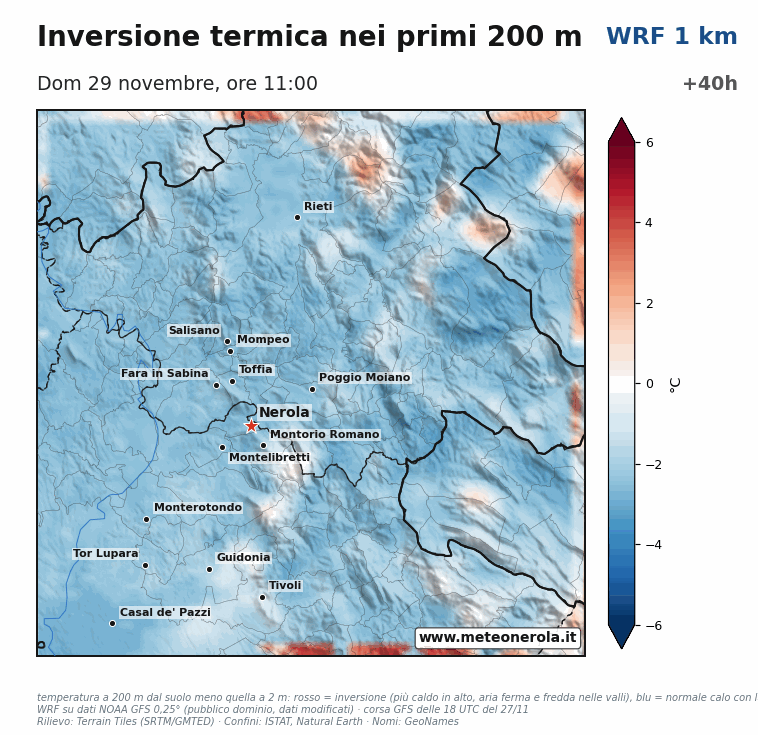 Inversione termica nei primi 200 m WRF 1 km
Dom 29 novembre, ore 11:00 +40h
Rieti
Salisano
Mompeo
Toffia
Fara in Sabina
Poggio Moiano
Nerola
Montorio Romano
Montelibretti
Monterotondo
Tor Lupara
Guidonia
Tivoli
Casal de' Pazzi
www.meteonerola.it
6
4
2
0
−2
−4
−6
°C
temperatura a 200 m dal suolo meno quella a 2 m: rosso = inversione (più caldo in alto, aria ferma e fredda nelle valli), blu = normale calo con l
WRF su dati NOAA GFS 0,25° (pubblico dominio, dati modificati) · corsa GFS delle 18 UTC del 27/11
Rilievo: Terrain Tiles (SRTM/GMTED) · Confini: ISTAT, Natural Earth · Nomi: GeoNames